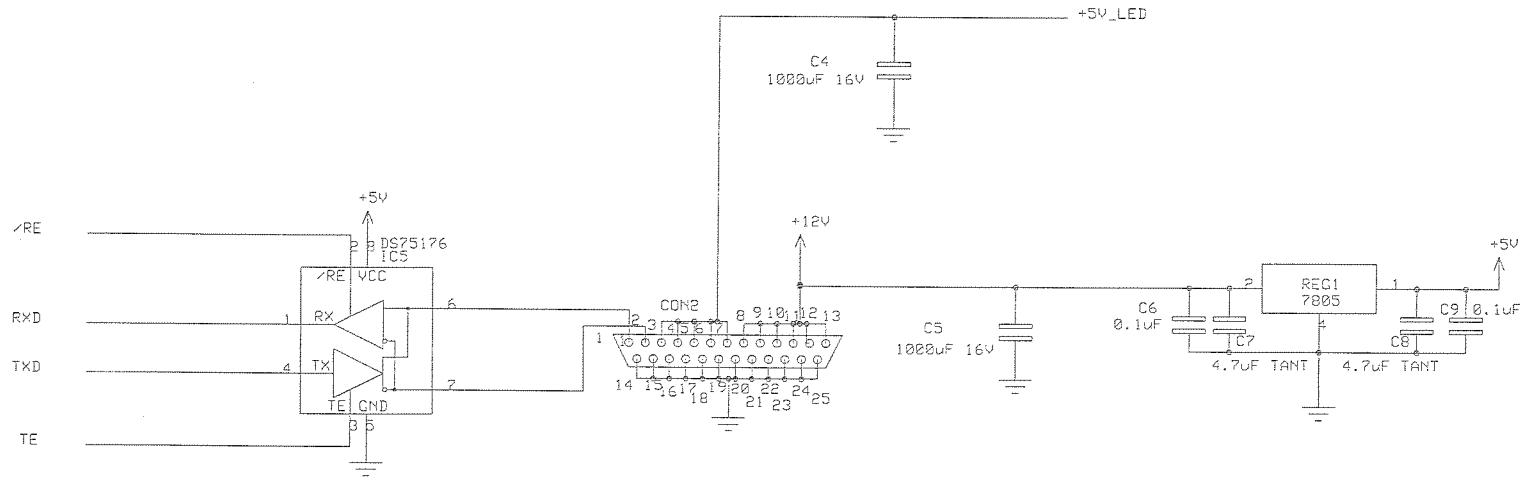 +5V_LED
C4
1000uF 16V
+5V
+12V
+5V
/RE
2 8 DS75176
IC5
/RE VCC
RXD
1 RX
6
TXD
4 TX
7
TE GND
3 5
TE
CON2
1 2 3 4 5 6 7 8 9 10 11 12 13
14 15 16 17 18 19 20 21 22 23 24 25
C5
1000uF 16V
2 REG1 1
7805
4
C6
0.1uF
C7
4.7uF TANT
C8
4.7uF TANT
C9 0.1uF